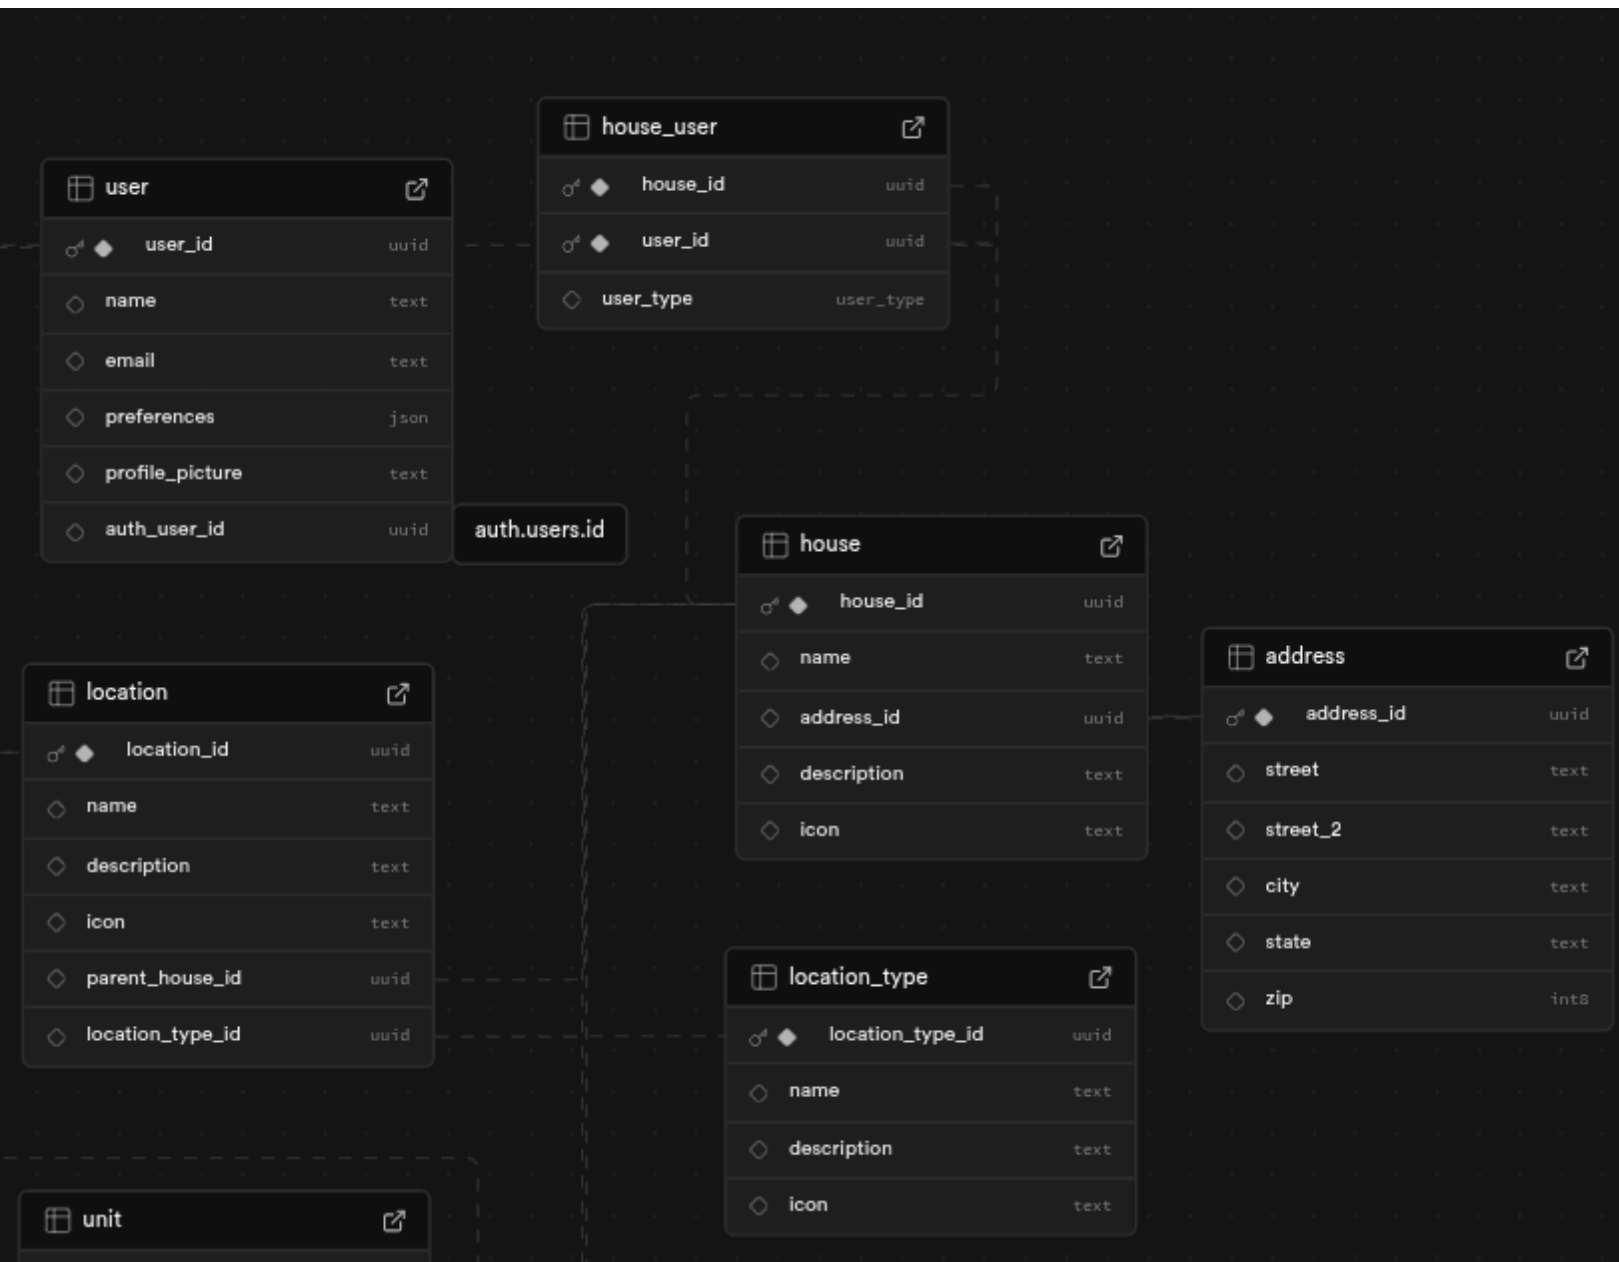 house_user
house_id uuid
user_id uuid
user_type user_type
user
user_id uuid
name text
email text
preferences json
profile_picture text
auth_user_id uuid
auth.users.id
house
house_id uuid
name text
address_id uuid
description text
icon text
address
address_id uuid
street text
street_2 text
city text
state text
zip int8
location
location_id uuid
name text
description text
icon text
parent_house_id uuid
location_type_id uuid
location_type
location_type_id uuid
name text
description text
icon text
unit